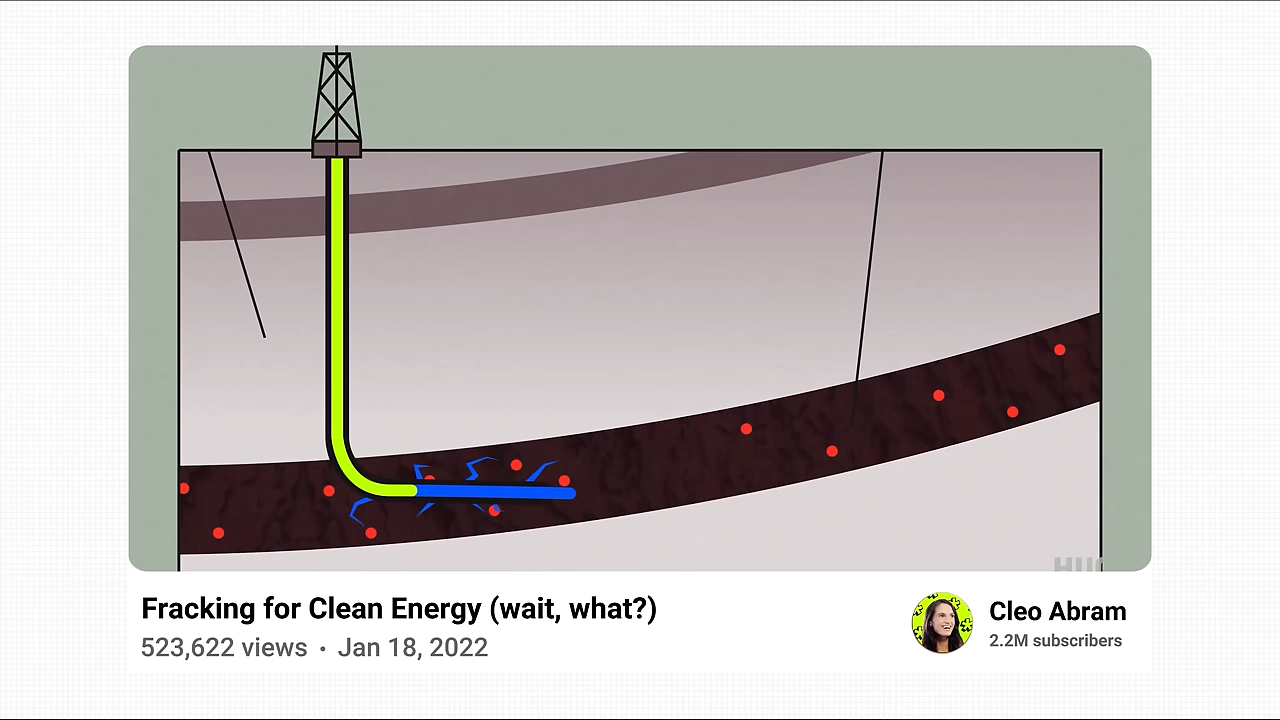 Fracking for Clean Energy (wait, what?)
523,622 views • Jan 18, 2022
Cleo Abram
2.2M subscribers